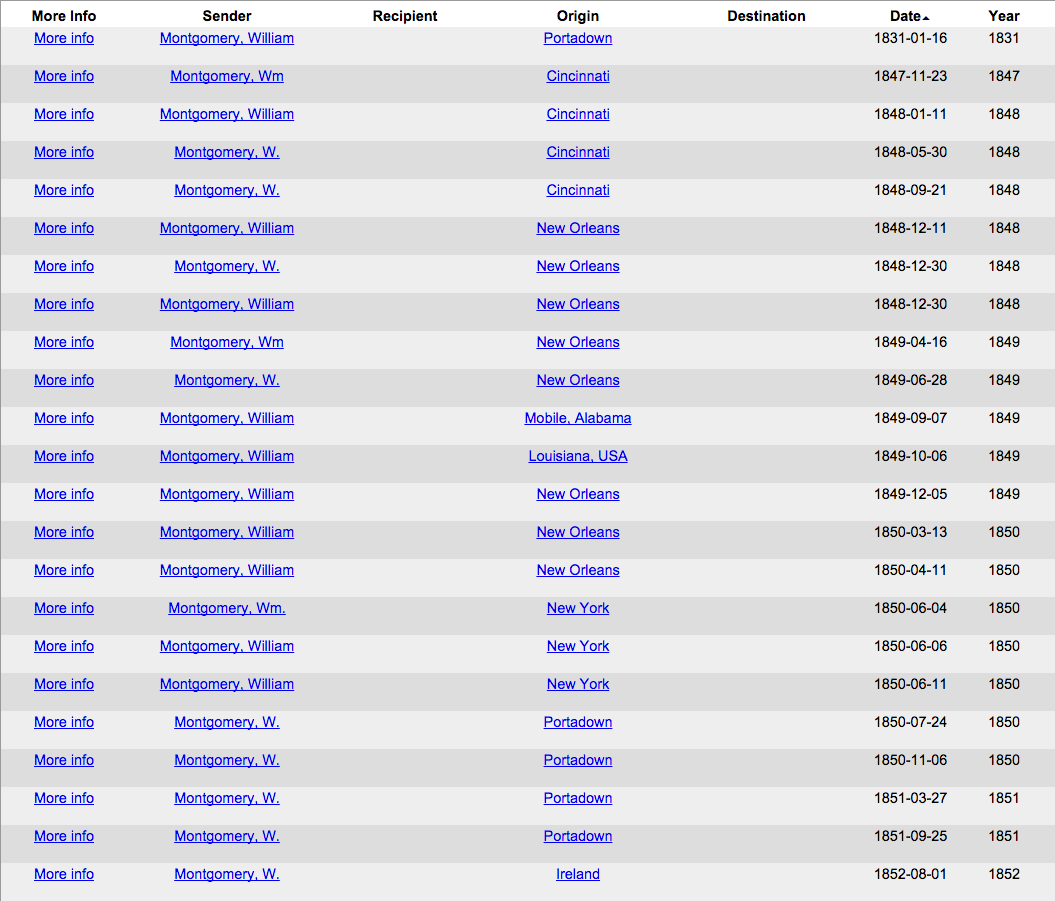 More Info Sender Recipient Origin Destination Date Year
More info Montgomery, William Portadown 1831-01-16 1831
More info Montgomery, Wm Cincinnati 1847-11-23 1847
More info Montgomery, William Cincinnati 1848-01-11 1848
More info Montgomery, W. Cincinnati 1848-05-30 1848
More info Montgomery, W. Cincinnati 1848-09-21 1848
More info Montgomery, William New Orleans 1848-12-11 1848
More info Montgomery, W. New Orleans 1848-12-30 1848
More info Montgomery, William New Orleans 1848-12-30 1848
More info Montgomery, Wm New Orleans 1849-04-16 1849
More info Montgomery, W. New Orleans 1849-06-28 1849
More info Montgomery, William Mobile, Alabama 1849-09-07 1849
More info Montgomery, William Louisiana, USA 1849-10-06 1849
More info Montgomery, William New Orleans 1849-12-05 1849
More info Montgomery, William New Orleans 1850-03-13 1850
More info Montgomery, William New Orleans 1850-04-11 1850
More info Montgomery, Wm. New York 1850-06-04 1850
More info Montgomery, William New York 1850-06-06 1850
More info Montgomery, William New York 1850-06-11 1850
More info Montgomery, W. Portadown 1850-07-24 1850
More info Montgomery, W. Portadown 1850-11-06 1850
More info Montgomery, W. Portadown 1851-03-27 1851
More info Montgomery, W. Portadown 1851-09-25 1851
More info Montgomery, W. Ireland 1852-08-01 1852